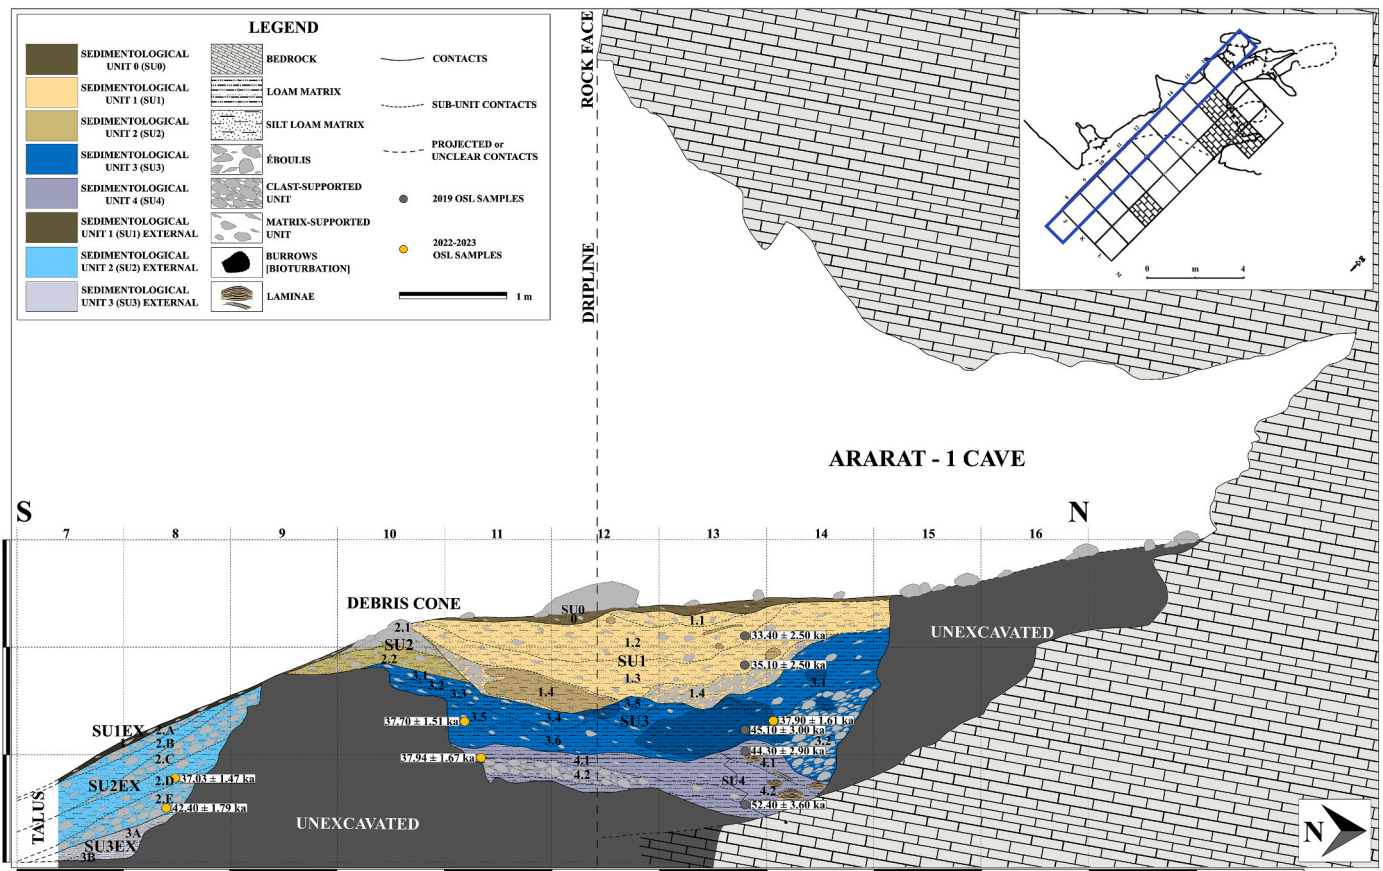 LEGEND
SEDIMENTOLOGICAL
UNIT 0 (SU0)
SEDIMENTOLOGICAL
UNIT 1 (SU1)
SEDIMENTOLOGICAL
UNIT 2 (SU2)
SEDIMENTOLOGICAL
UNIT 3 (SU3)
SEDIMENTOLOGICAL
UNIT 4 (SU4)
SEDIMENTOLOGICAL
UNIT 1 (SU1) EXTERNAL
SEDIMENTOLOGICAL
UNIT 2 (SU2) EXTERNAL
SEDIMENTOLOGICAL
UNIT 3 (SU3) EXTERNAL
BEDROCK
LOAM MATRIX
SILT LOAM MATRIX
ÉBOULIS
CLAST-SUPPORTED
UNIT
MATRIX-SUPPORTED
UNIT
BURROWS
[BIOTURBATION]
LAMINAE
CONTACTS
SUB-UNIT CONTACTS
PROJECTED or
UNCLEAR CONTACTS
2019 OSL SAMPLES
2022-2023
OSL SAMPLES
1 m
ROCK FACE
DRIPLINE
0 m 4
ARARAT - 1 CAVE
S
N
7 8 9 10 11 12 13 14 15 16
DEBRIS CONE
SU0
0
1.1
2.1
SU2
2.2
1.2
SU1
1.3
1.4
1.4
33.40 ± 2.50 ka
35.10 ± 2.50 ka
UNEXCAVATED
3.1
3.2
3.3
3.1
3.4
3.5
SU3
3.6
3.2
37.70 ± 1.51 ka
37.90 ± 1.61 ka
45.10 ± 3.00 ka
44.30 ± 2.90 ka
37.94 ± 1.67 ka
4.1
4.2
4.1
SU4
4.2
52.40 ± 3.60 ka
SU1EX
2.A
2.B
2.C
2.D
37.03 ± 1.47 ka
SU2EX
42.40 ± 1.79 ka
3A
SU3EX
3B
TALUS
UNEXCAVATED
N